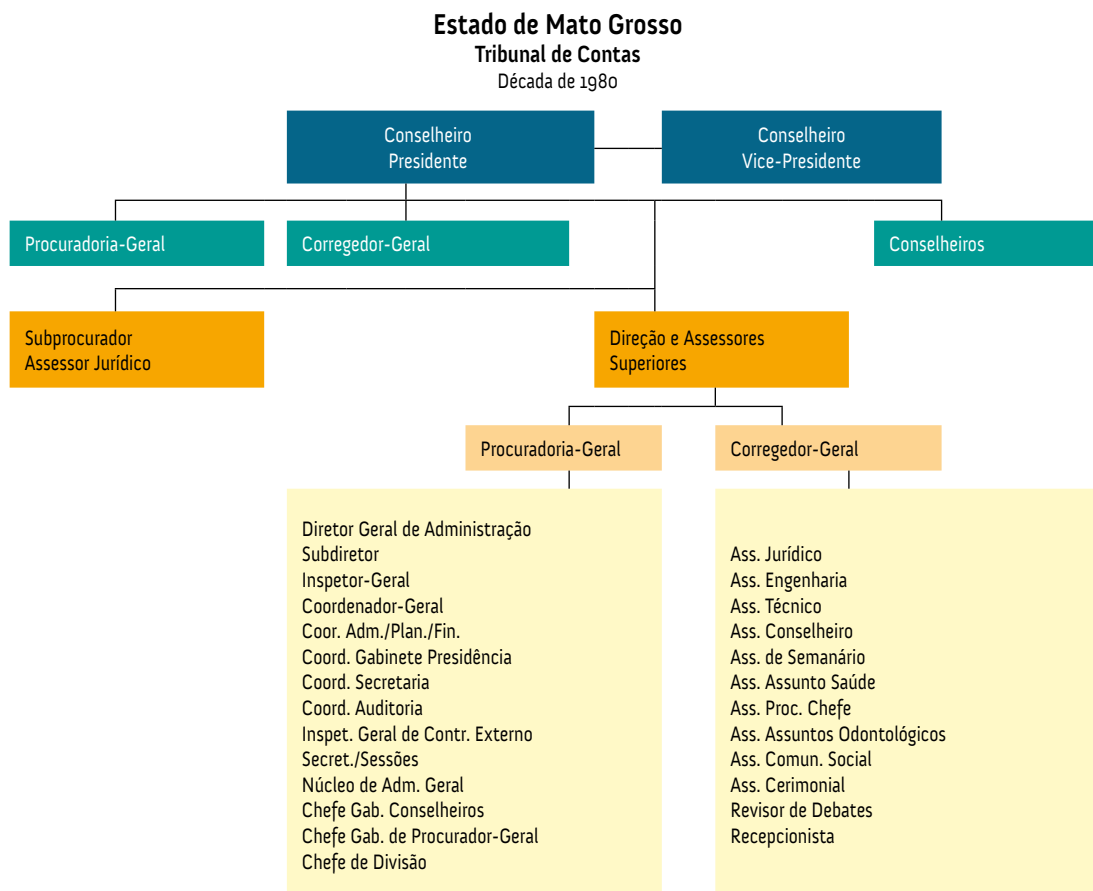 Estado de Mato Grosso
Tribunal de Contas
Década de 1980
Conselheiro
Presidente
Conselheiro
Vice-Presidente
Procuradoria-Geral
Corregedor-Geral
Conselheiros
Subprocurador
Assessor Jurídico
Direção e Assessores
Superiores
Procuradoria-Geral
Corregedor-Geral
Diretor Geral de Administração
Subdiretor
Inspetor-Geral
Coordenador-Geral
Coor. Adm./Plan./Fin.
Coord. Gabinete Presidência
Coord. Secretaria
Coord. Auditoria
Inspet. Geral de Contr. Externo
Secret./Sessões
Núcleo de Adm. Geral
Chefe Gab. Conselheiros
Chefe Gab. de Procurador-Geral
Chefe de Divisão
Ass. Jurídico
Ass. Engenharia
Ass. Técnico
Ass. Conselheiro
Ass. de Semanário
Ass. Assunto Saúde
Ass. Proc. Chefe
Ass. Assuntos Odontológicos
Ass. Comun. Social
Ass. Cerimonial
Revisor de Debates
Recepcionista